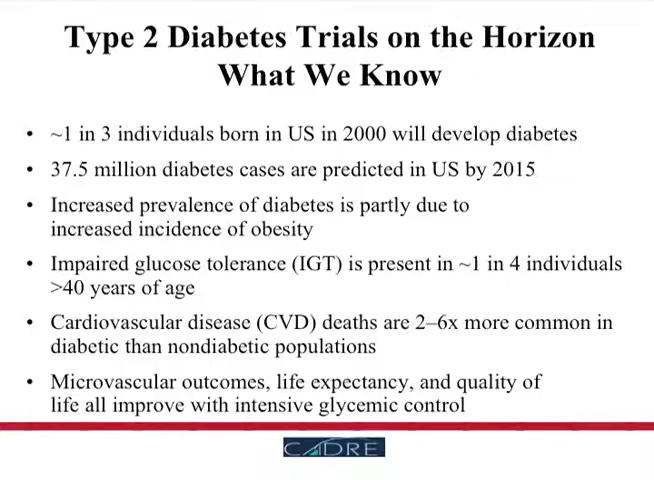 Type 2 Diabetes Trials on the Horizon
What We Know
• ~1 in 3 individuals born in US in 2000 will develop diabetes
• 37.5 million diabetes cases are predicted in US by 2015
• Increased prevalence of diabetes is partly due to
increased incidence of obesity
• Impaired glucose tolerance (IGT) is present in ~1 in 4 individuals
>40 years of age
• Cardiovascular disease (CVD) deaths are 2–6x more common in
diabetic than nondiabetic populations
• Microvascular outcomes, life expectancy, and quality of
life all improve with intensive glycemic control
CADRE